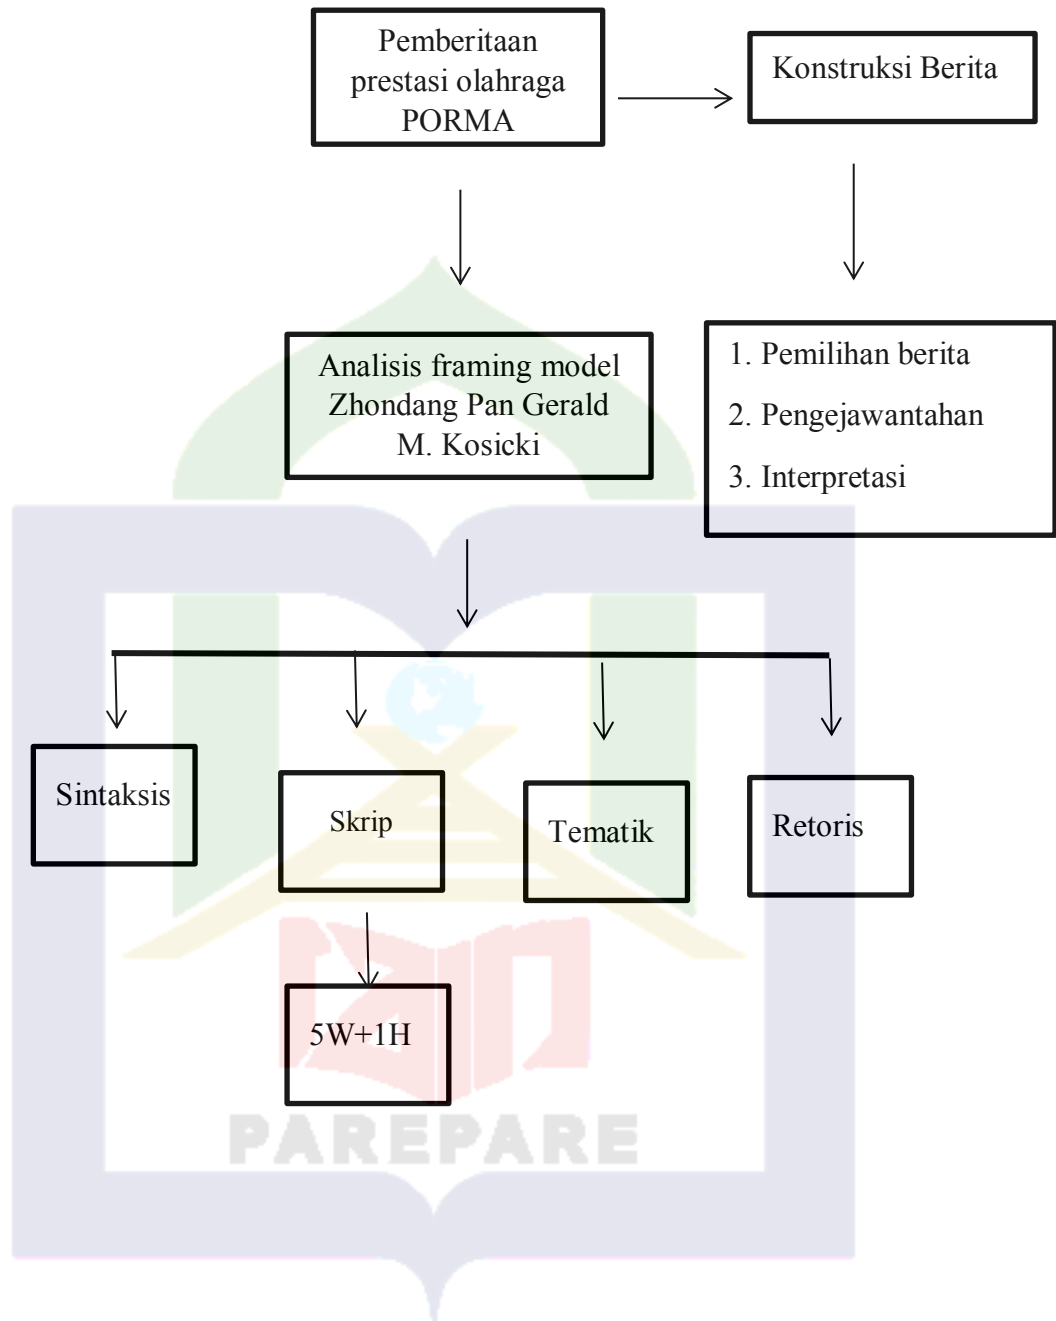 Pemberitaan
prestasi olahraga
PORMA
Konstruksi Berita
Analisis framing model
Zhondang Pan Gerald
M. Kosicki
1. Pemilihan berita
2. Pengejawantahan
3. Interpretasi
Sintaksis
Skrip
Tematik
Retoris
5W+1H
PAREPARE